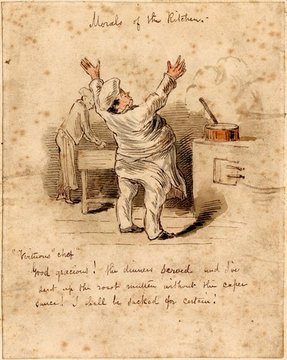 Morals of the Kitchen.
"Virtuous" chef
Good gracious! the dinners served and I've
sent up the roast mutton without the caper
sauce! I shall be sacked for certain!